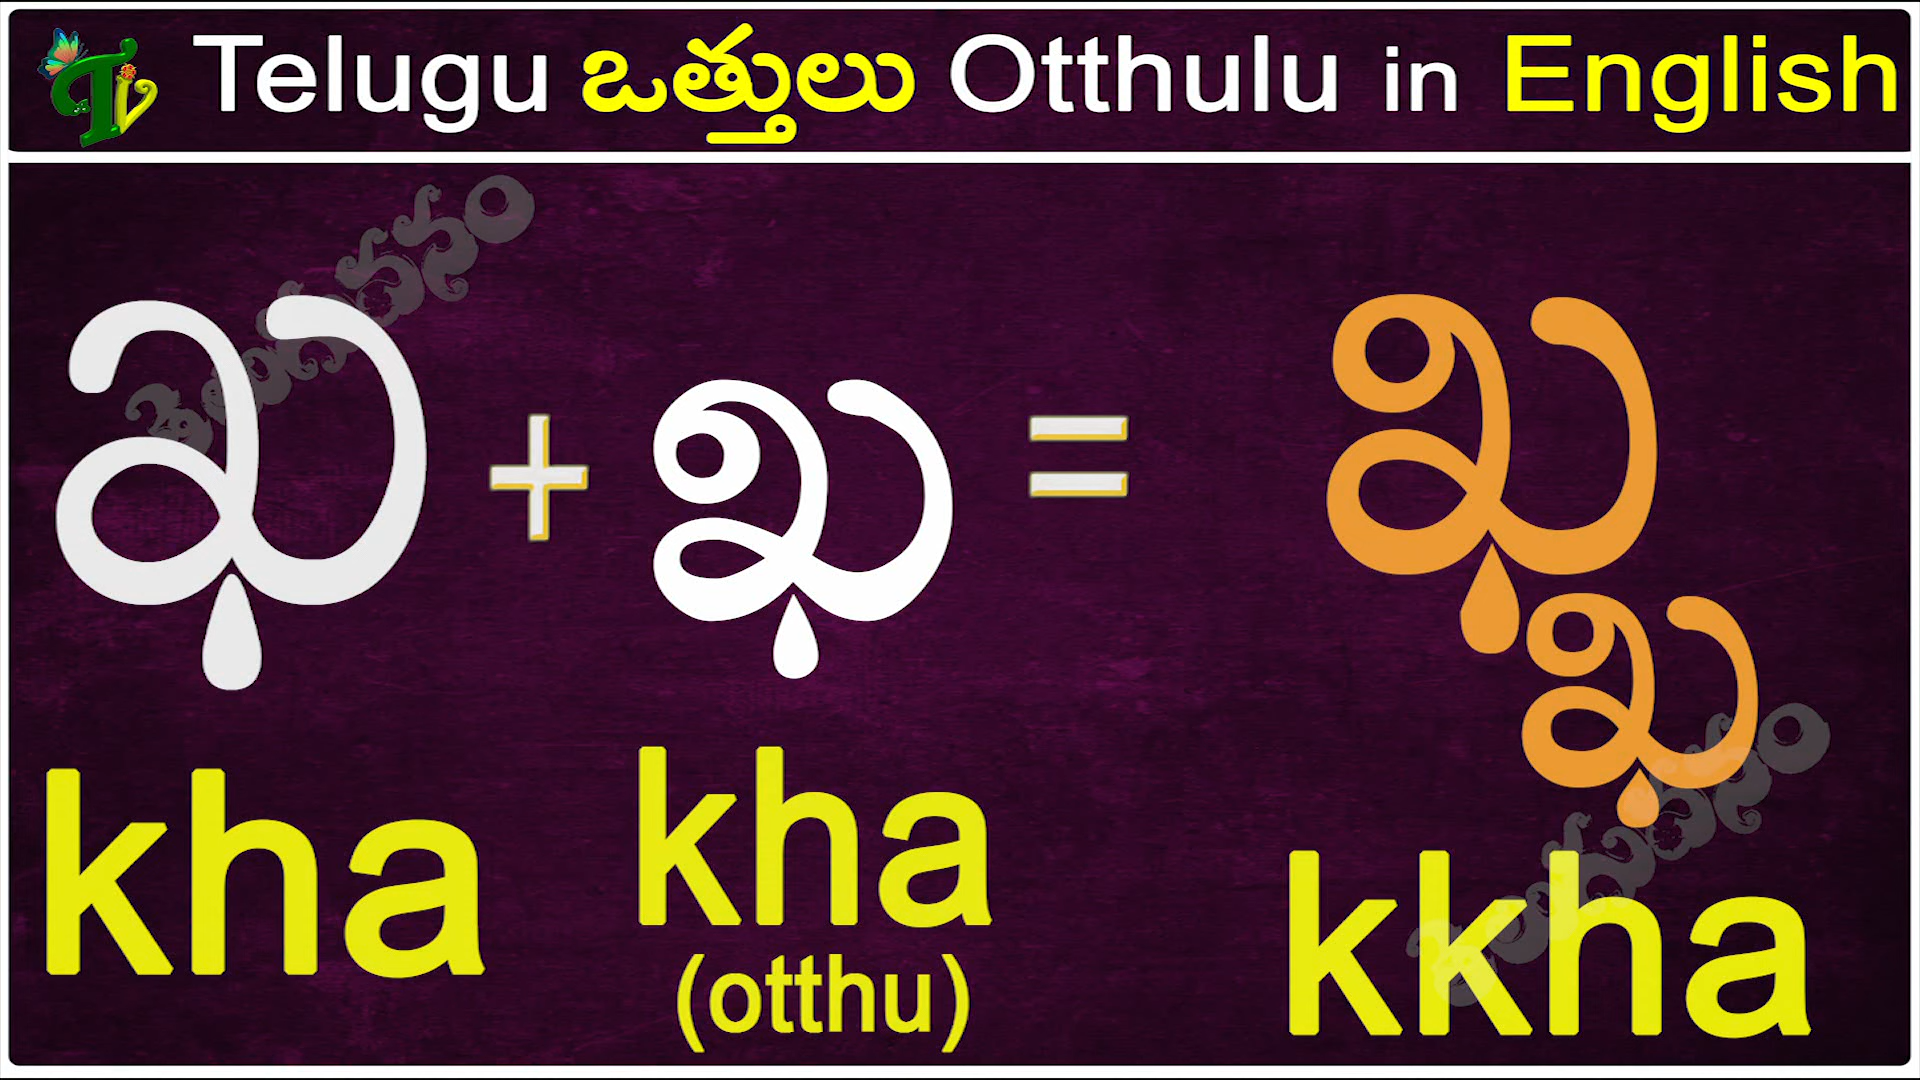 Telugu ఒత్తులు Otthulu in English
ఖ + ఖ = ఖ్ఖ
kha kha kkha
(otthu)